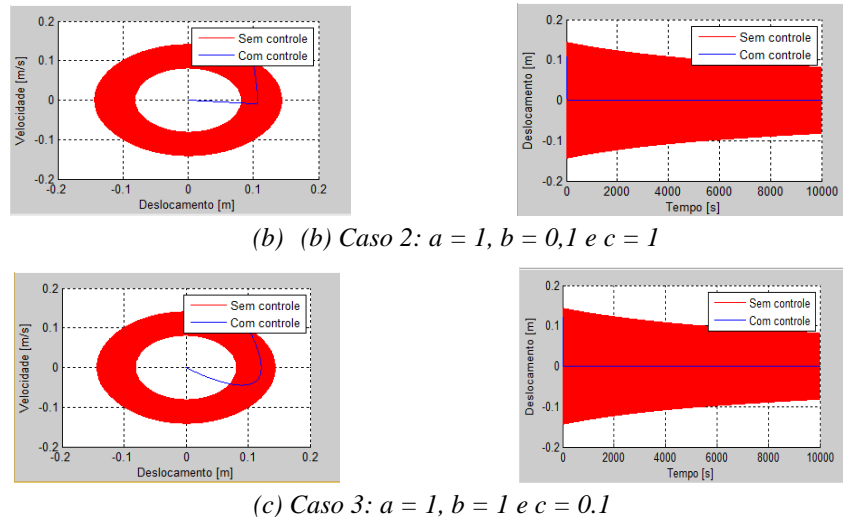 0.2
0.1
0
-0.1
-0.2
Velocidade [m/s]
Sem controle
Com controle
-0.2 -0.1 0 0.1 0.2
Deslocamento [m]
0.2
0.1
0
-0.1
-0.2
Deslocamento [m]
Sem controle
Com controle
0 2000 4000 6000 8000 10000
Tempo [s]
(b) (b) Caso 2: a = 1, b = 0,1 e c = 1
0.2
0.1
0
-0.1
-0.2
Velocidade [m/s]
Sem controle
Com controle
-0.2 -0.1 0 0.1 0.2
Deslocamento [m]
0.2
0.1
0
-0.1
-0.2
Deslocamento [m]
Sem controle
Com controle
0 2000 4000 6000 8000 10000
Tempo [s]
(c) Caso 3: a = 1, b = 1 e c = 0.1